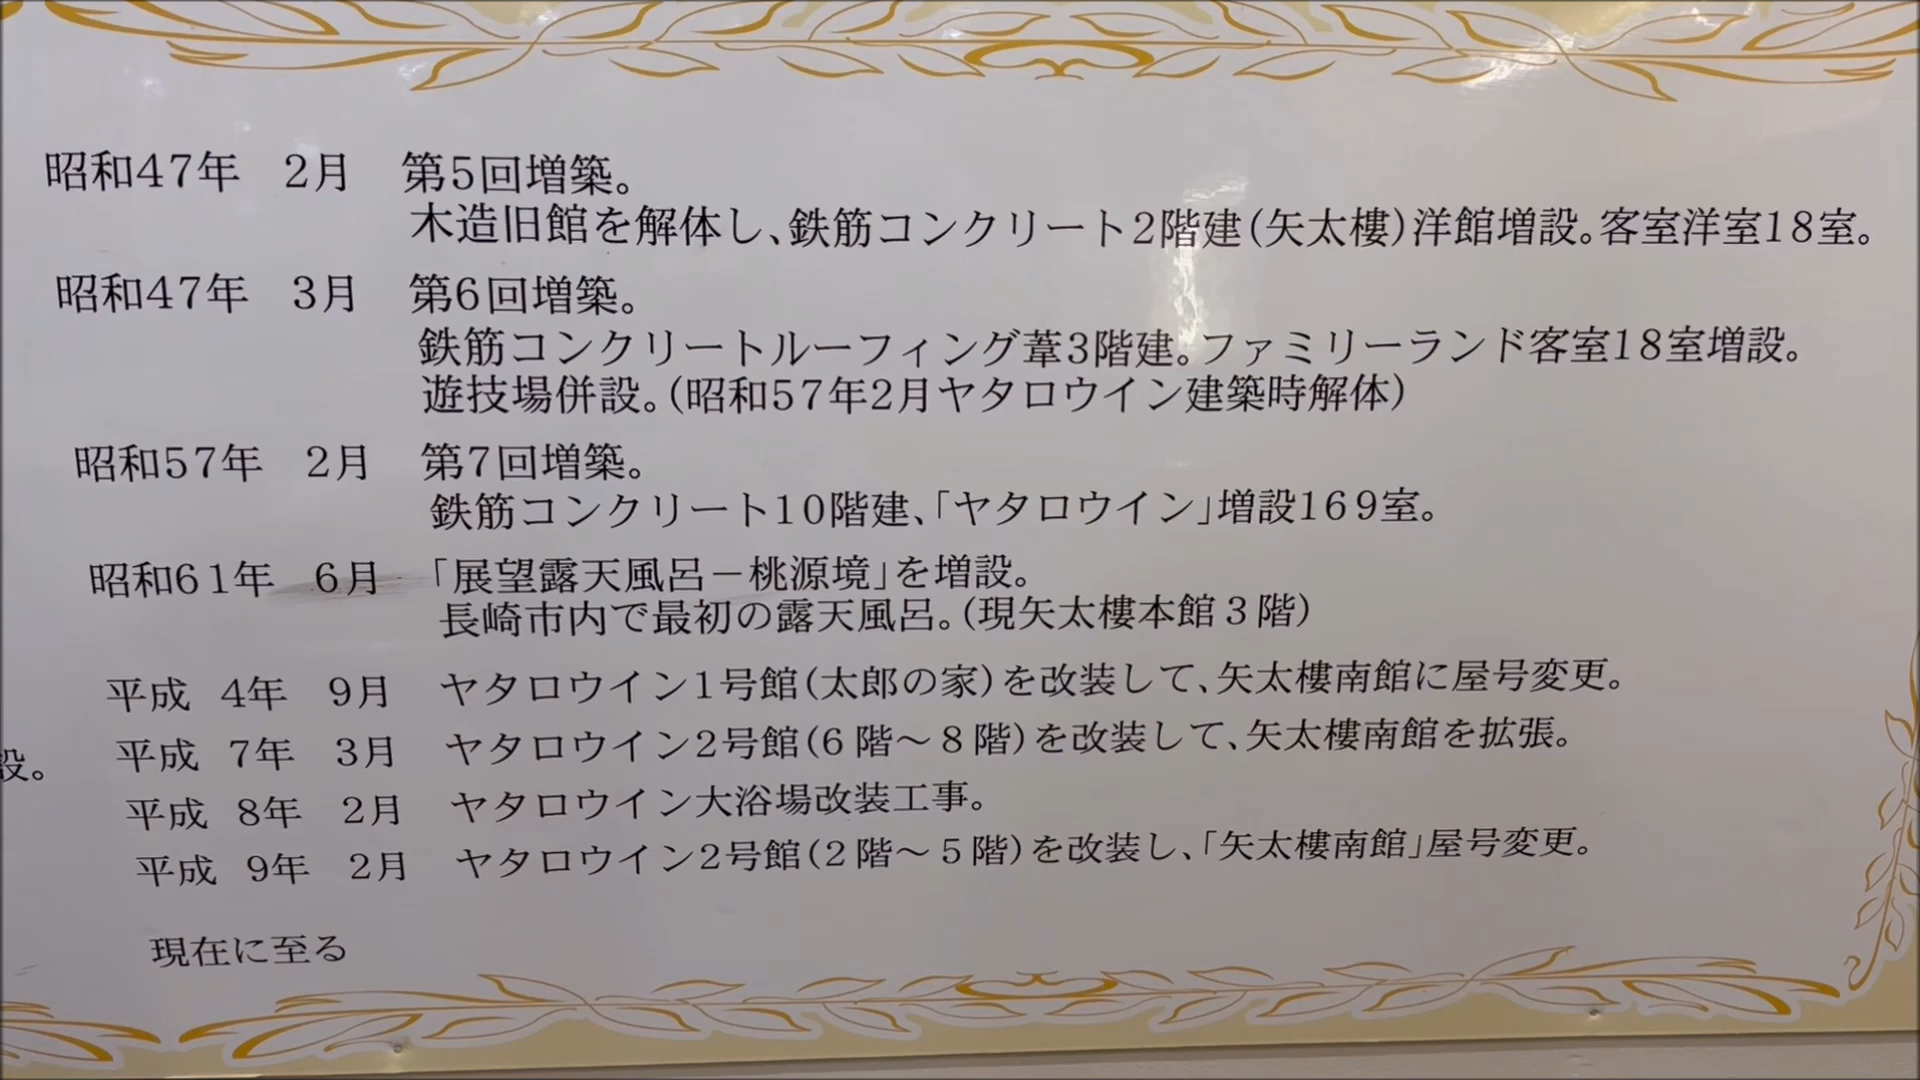 昭和47年 2月 第5回増築。
木造旧館を解体し、鉄筋コンクリート2階建(矢太樓)洋館増設。客室洋室18室。
昭和47年 3月 第6回増築。
鉄筋コンクリートルーフィング葦3階建。ファミリーランド客室18室増設。
遊技場併設。(昭和57年2月ヤタロウイン建築時解体)
昭和57年 2月 第7回増築。
鉄筋コンクリート10階建、「ヤタロウイン」増設169室。
昭和61年 6月 「展望露天風呂－桃源境」を増設。
長崎市内で最初の露天風呂。(現矢太樓本館3階)
平成 4年 9月 ヤタロウイン1号館(太郎の家)を改装して、矢太樓南館に屋号変更。
平成 7年 3月 ヤタロウイン2号館(6階～8階)を改装して、矢太樓南館を拡張。
設。
平成 8年 2月 ヤタロウイン大浴場改装工事。
平成 9年 2月 ヤタロウイン2号館(2階～5階)を改装し、「矢太樓南館」屋号変更。
現在に至る